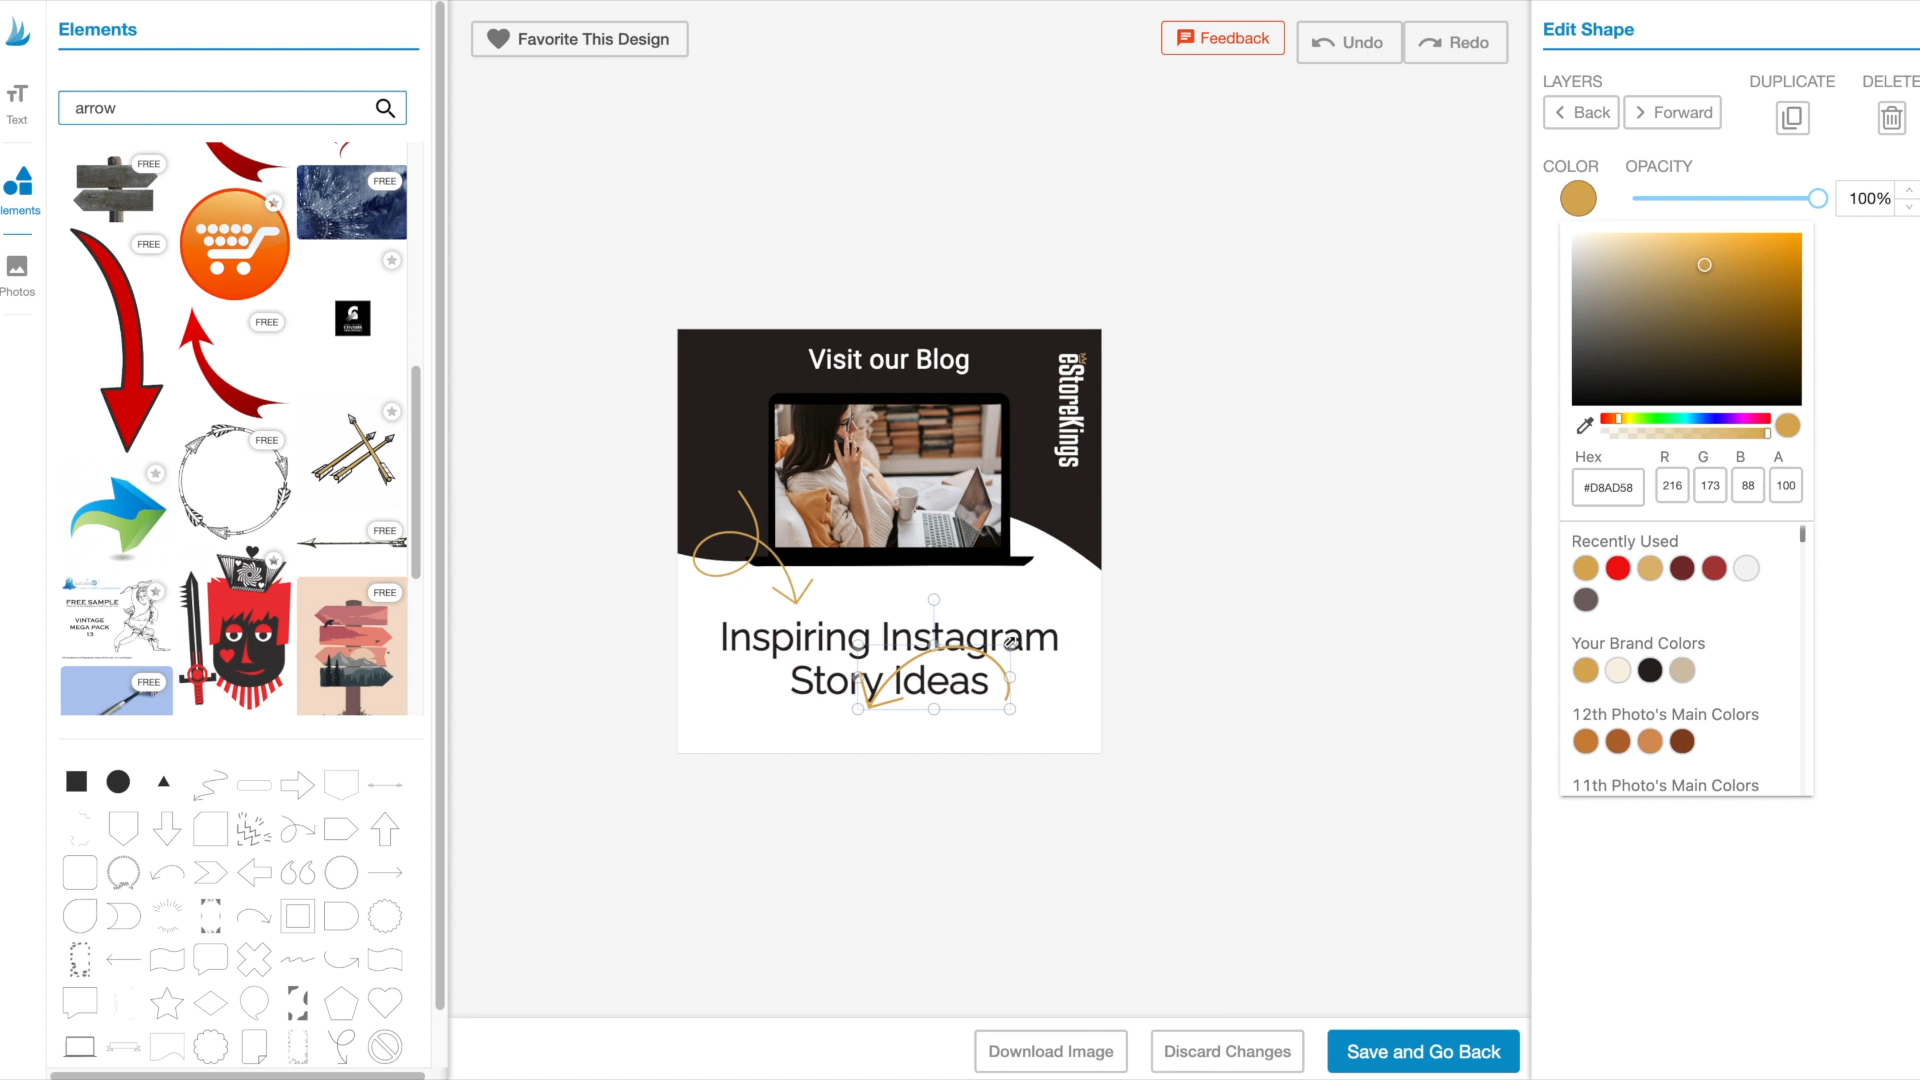 Elements
Favorite This Design
Feedback
Undo
Redo
Edit Shape
Text
lements
Photos
arrow
FREE
FREE
FREE
FREE
FREE
FREE
FREE
FREE
FREE SAMPLE
VINTAGE
MEGA PACK
13
Visit our Blog
My
eStoreKings
Inspiring Instagram
Story Ideas
LAYERS
DUPLICATE
DELETE
Back
Forward
COLOR
OPACITY
100%
Hex
R
G
B
A
#D8AD58
216
173
88
100
Recently Used
Your Brand Colors
12th Photo's Main Colors
11th Photo's Main Colors
Download Image
Discard Changes
Save and Go Back